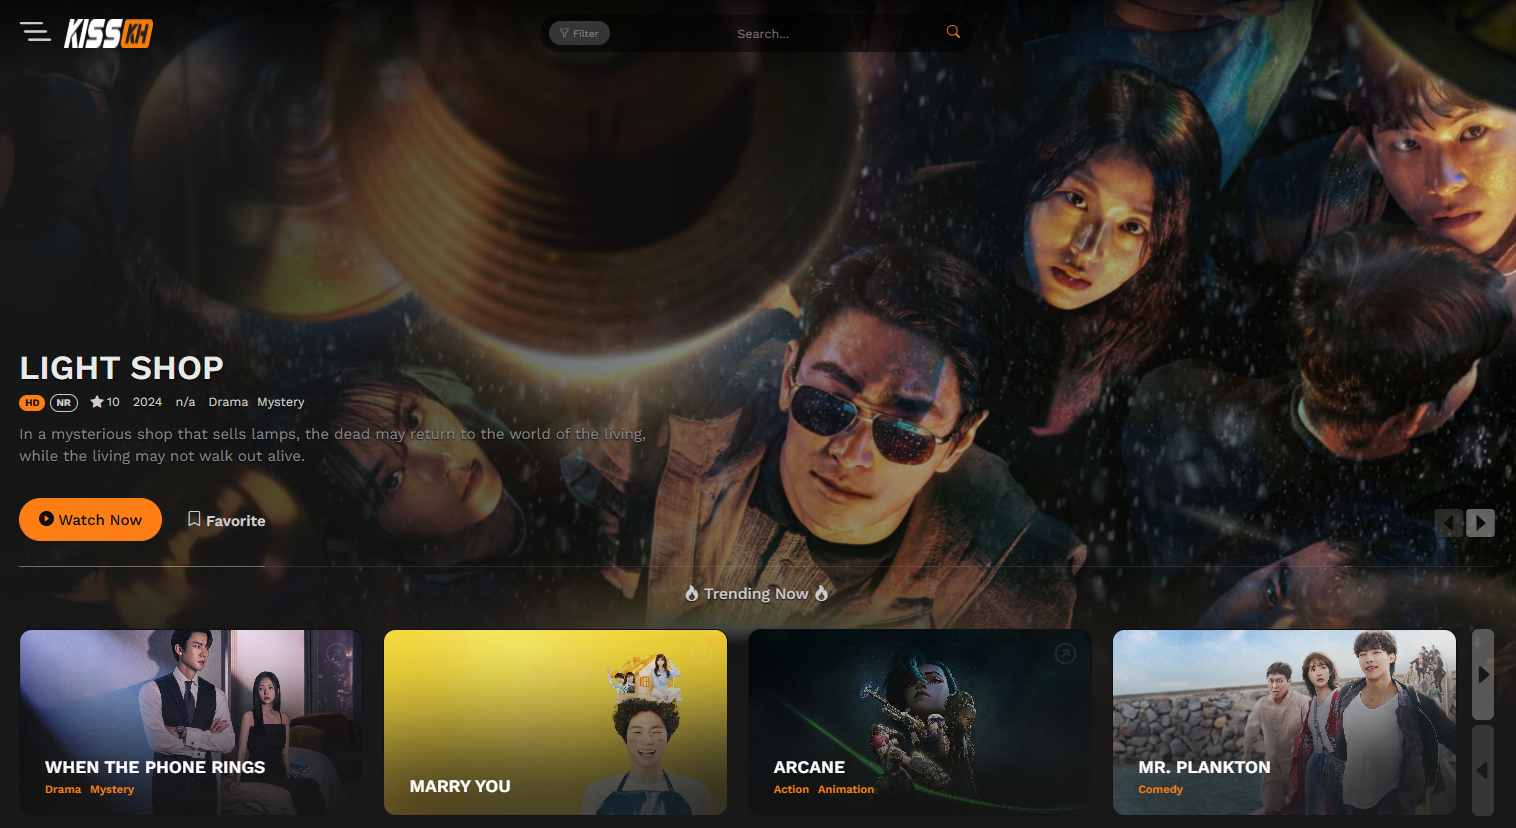 KISSKH
Filter
Search...
LIGHT SHOP
HD NR 10 2024 n/a Drama Mystery
In a mysterious shop that sells lamps, the dead may return to the world of the living,
while the living may not walk out alive.
Watch Now Favorite
Trending Now
WHEN THE PHONE RINGS
Drama Mystery
MARRY YOU
ARCANE
Action Animation
MR. PLANKTON
Comedy